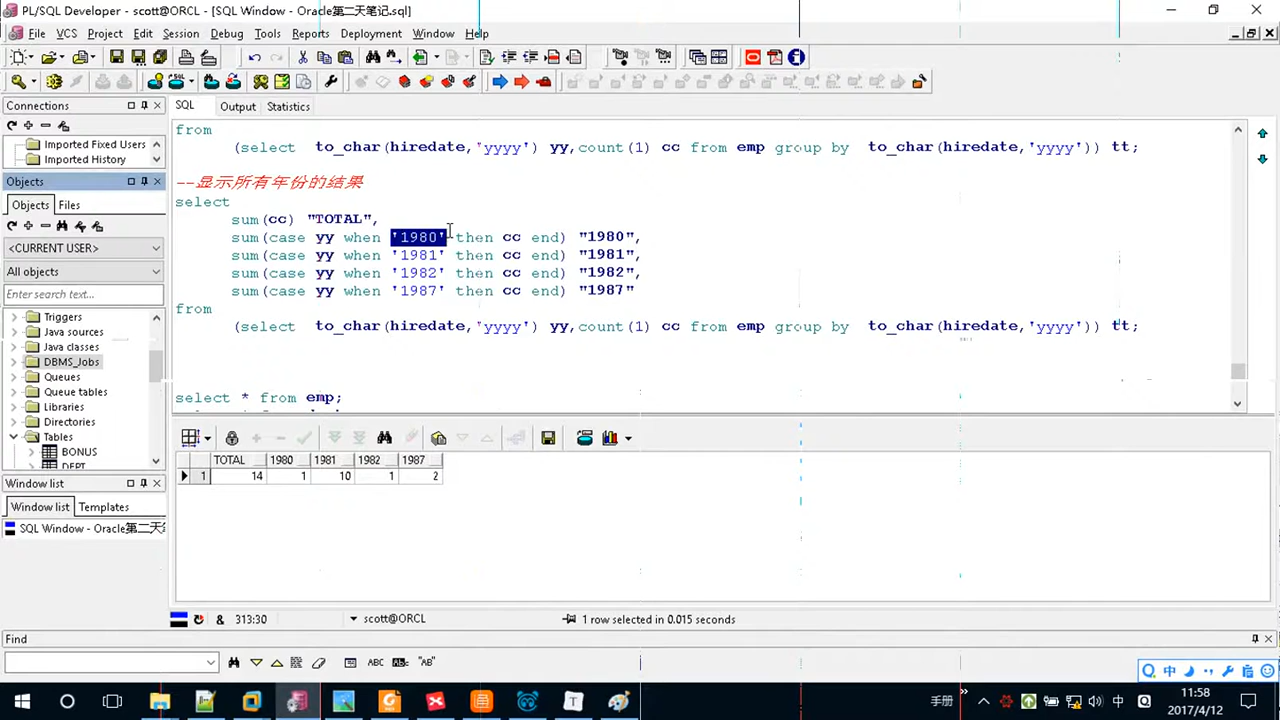 PL/SQL Developer - scott@ORCL - [SQL Window - Oracle第二天笔记.sql]
File VCS Project Edit Session Debug Tools Reports Deployment Window Help
Connections
Imported Fixed Users
Imported History
Objects
Objects Files
<CURRENT USER>
All objects
Enter search text...
Triggers
Java sources
Java classes
DBMS_Jobs
Queues
Queue tables
Libraries
Directories
Tables
BONUS
DEPT
Window list
Window list Templates
SQL Window - Oracle第二天笔
SQL Output Statistics
from
(select to_char(hiredate,'yyyy') yy,count(1) cc from emp group by to_char(hiredate,'yyyy')) tt;
--显示所有年份的结果
select
sum(cc) "TOTAL",
sum(case yy when '1980' then cc end) "1980",
sum(case yy when '1981' then cc end) "1981",
sum(case yy when '1982' then cc end) "1982",
sum(case yy when '1987' then cc end) "1987"
from
(select to_char(hiredate,'yyyy') yy,count(1) cc from emp group by to_char(hiredate,'yyyy')) tt;
select * from emp;
TOTAL 1980 1981 1982 1987
1 14 1 10 1 2
& 313:30 scott@ORCL 1 row selected in 0.015 seconds
Find
ABC Abc "AB"
中
手册 中 11:58
2017/4/12